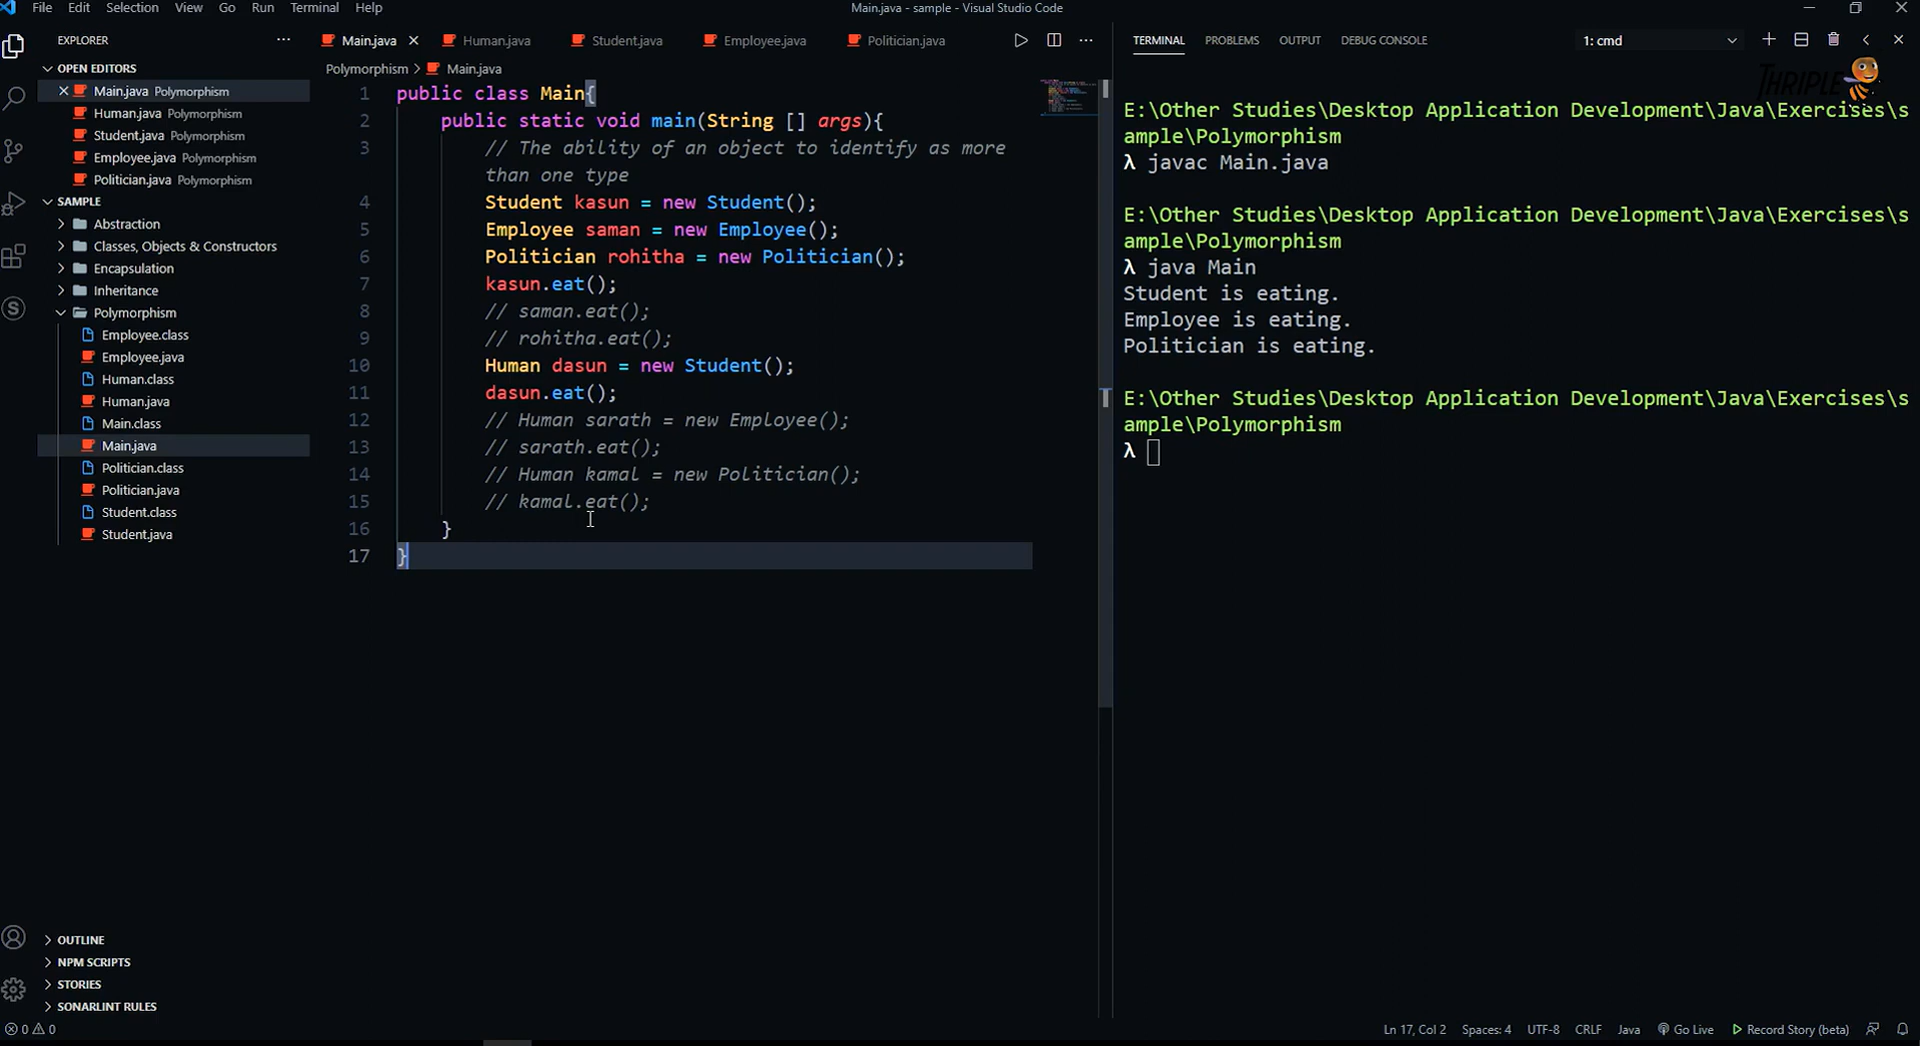 File Edit Selection View Go Run Terminal Help
Main.java - sample - Visual Studio Code
EXPLORER
OPEN EDITORS
Main.java Polymorphism
Human.java Polymorphism
Student.java Polymorphism
Employee.java Polymorphism
Politician.java Polymorphism
SAMPLE
Abstraction
Classes, Objects & Constructors
Encapsulation
Inheritance
Polymorphism
Employee.class
Employee.java
Human.class
Human.java
Main.class
Main.java
Politician.class
Politician.java
Student.class
Student.java
OUTLINE
NPM SCRIPTS
STORIES
SONARLINT RULES
Main.java Human.java Student.java Employee.java Politician.java
Polymorphism > Main.java
1 public class Main{
2 public static void main(String [] args){
3 // The ability of an object to identify as more
than one type
4 Student kasun = new Student();
5 Employee saman = new Employee();
6 Politician rohitha = new Politician();
7 kasun.eat();
8 // saman.eat();
9 // rohitha.eat();
10 Human dasun = new Student();
11 dasun.eat();
12 // Human sarath = new Employee();
13 // sarath.eat();
14 // Human kamal = new Politician();
15 // kamal.eat();
16 }
17 }
TERMINAL PROBLEMS OUTPUT DEBUG CONSOLE
1: cmd
THRIPLE
E:\Other Studies\Desktop Application Development\Java\Exercises\s
ample\Polymorphism
λ javac Main.java
E:\Other Studies\Desktop Application Development\Java\Exercises\s
ample\Polymorphism
λ java Main
Student is eating.
Employee is eating.
Politician is eating.
E:\Other Studies\Desktop Application Development\Java\Exercises\s
ample\Polymorphism
λ
0 0
Ln 17, Col 2 Spaces: 4 UTF-8 CRLF Java Go Live Record Story (beta)